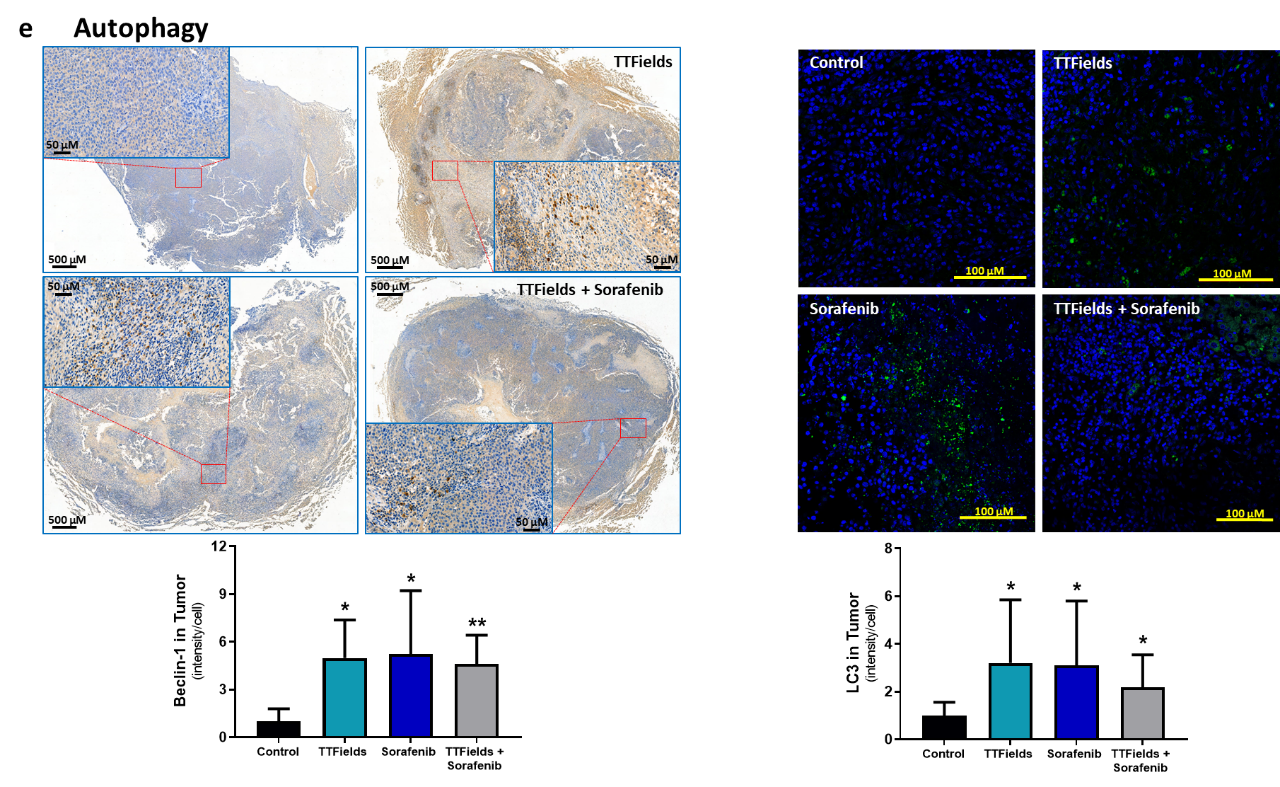 e Autophagy
50 µM
500 µM
TTFields
500 µM
50 µM
50 µM
500 µM
500 µM
TTFields + Sorafenib
50 µM
Control
100 µM
TTFields
100 µM
Sorafenib
100 µM
TTFields + Sorafenib
100 µM
Beclin-1 in Tumor
(intensity/cell)
12
9
6
3
0
*
*
**
Control
TTFields
Sorafenib
TTFields +
Sorafenib
LC3 in Tumor
(intensity/cell)
8
6
4
2
0
*
*
*
Control
TTFields
Sorafenib
TTFields +
Sorafenib